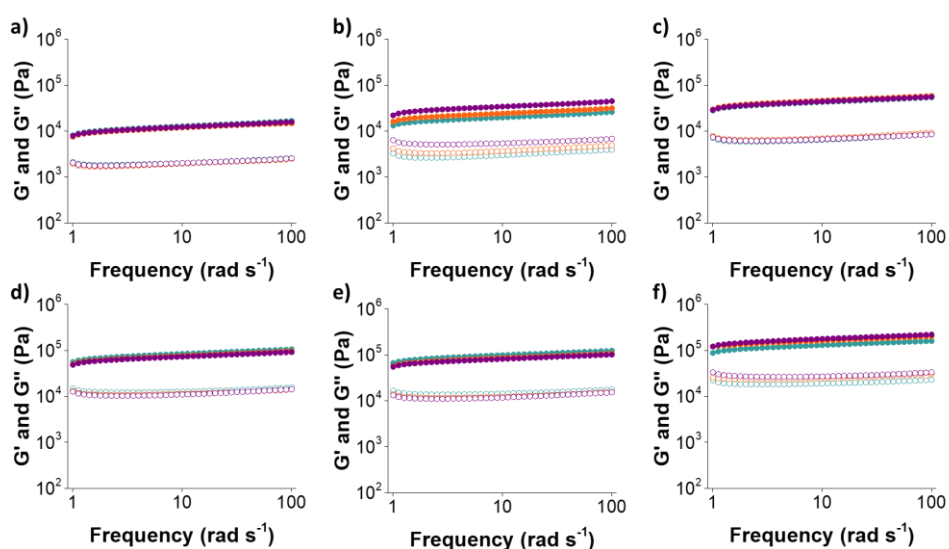 a)
G' and G'' (Pa)
10⁶
10⁵
10⁴
10³
10²
1
10
100
Frequency (rad s⁻¹)
b)
G' and G'' (Pa)
10⁶
10⁵
10⁴
10³
10²
1
10
100
Frequency (rad s⁻¹)
c)
G' and G'' (Pa)
10⁶
10⁵
10⁴
10³
10²
1
10
100
Frequency (rad s⁻¹)
d)
G' and G'' (Pa)
10⁶
10⁵
10⁴
10³
10²
1
10
100
Frequency (rad s⁻¹)
e)
G' and G'' (Pa)
10⁶
10⁵
10⁴
10³
10²
1
10
100
Frequency (rad s⁻¹)
f)
G' and G'' (Pa)
10⁶
10⁵
10⁴
10³
10²
1
10
100
Frequency (rad s⁻¹)